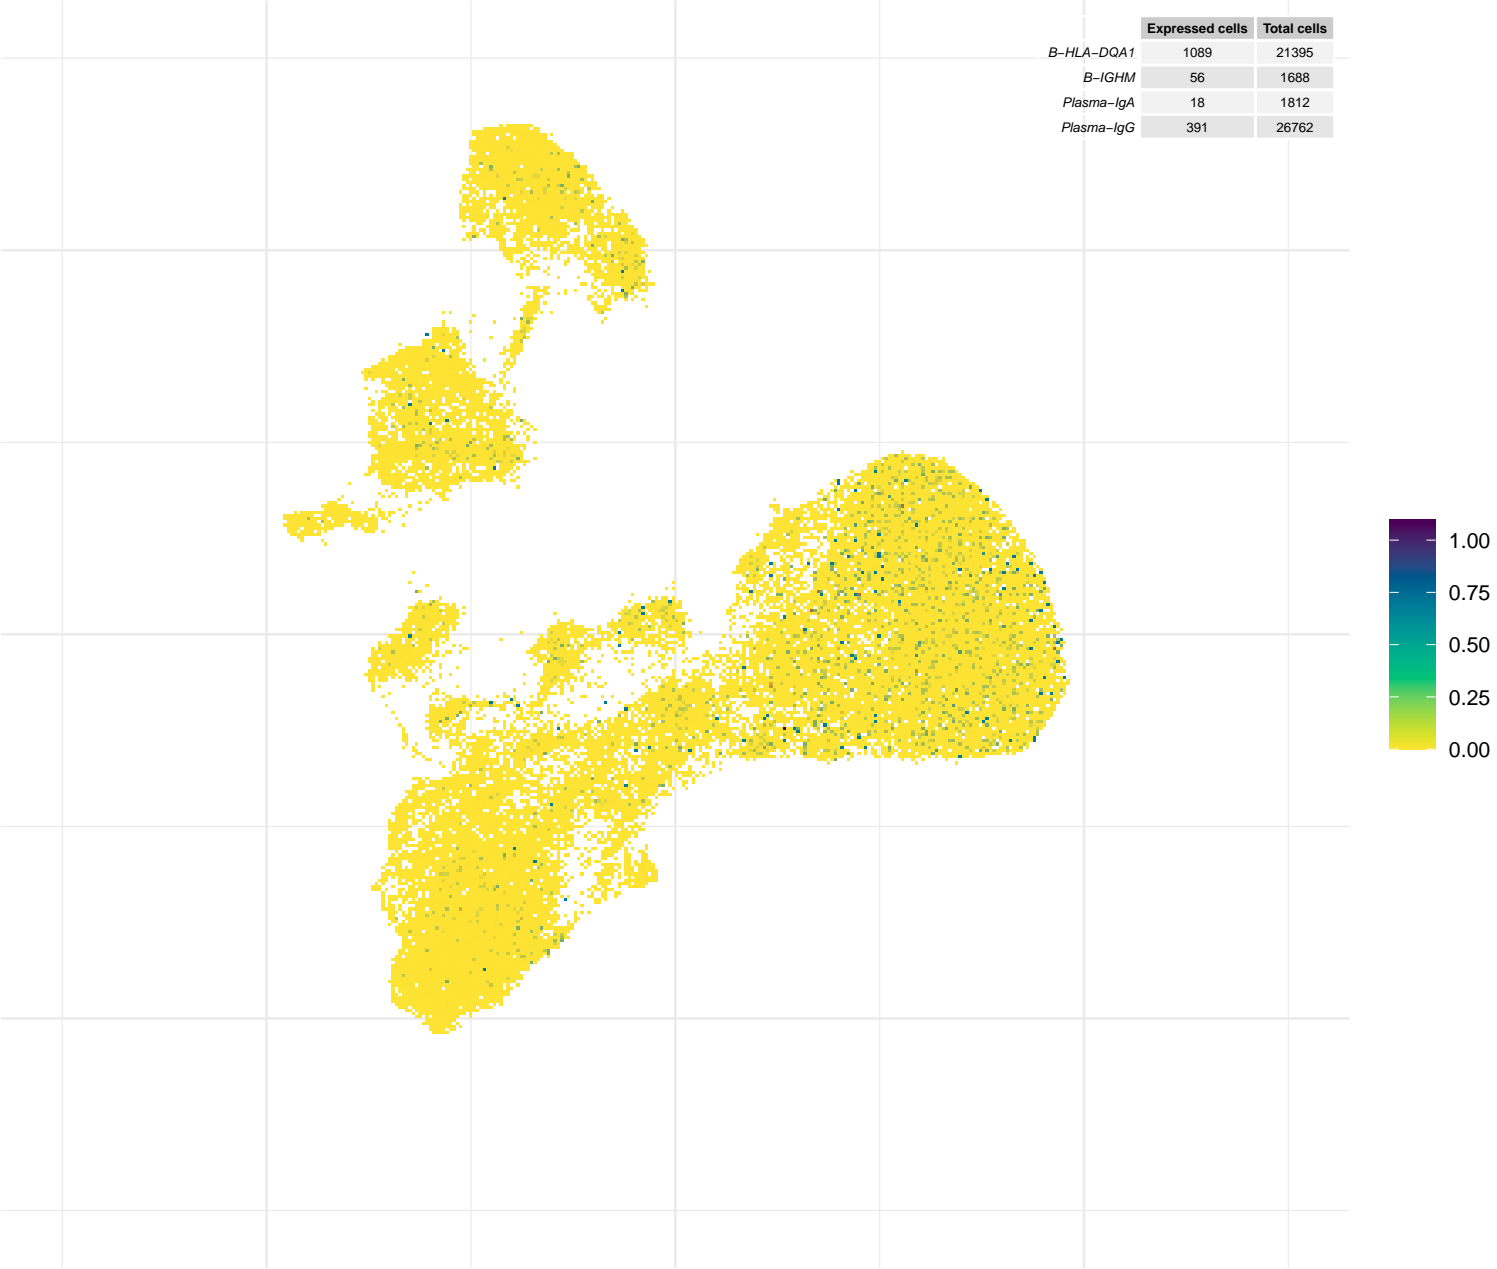 Expressed cells Total cells
B−HLA−DQA1 1089 21395
B−IGHM 56 1688
Plasma−IgA 18 1812
Plasma−IgG 391 26762
1.00
0.75
0.50
0.25
0.00